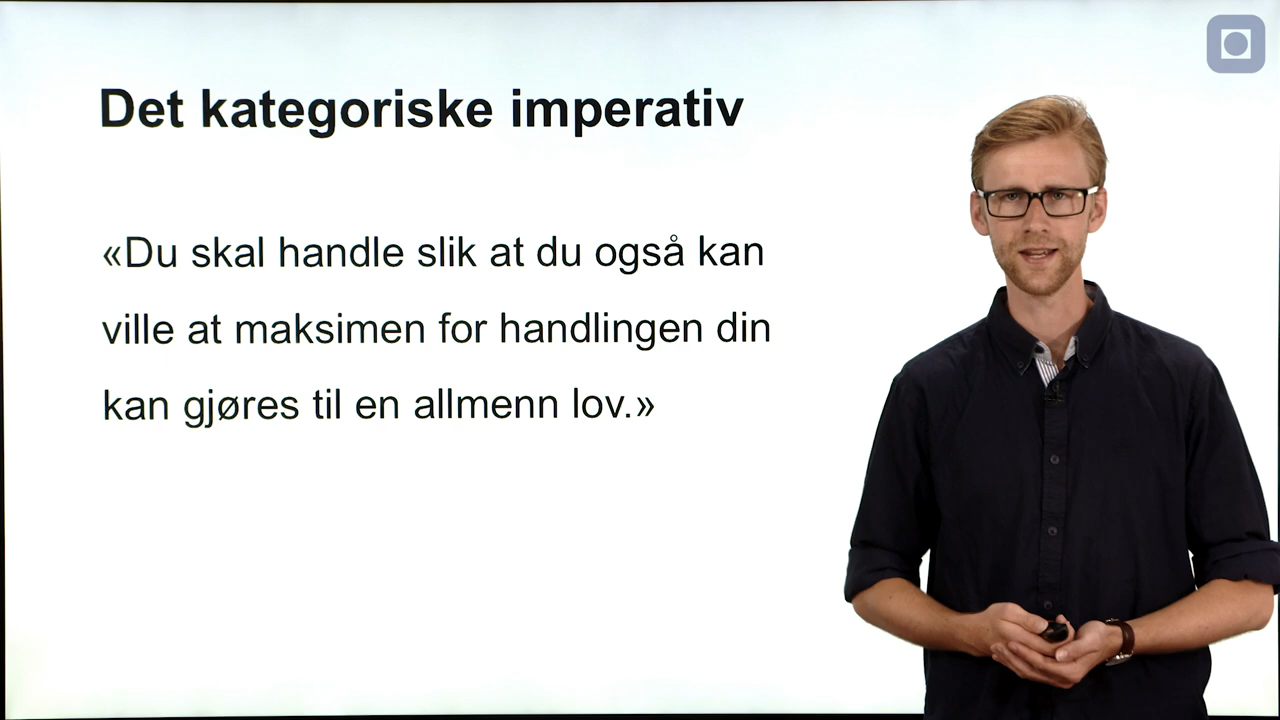 Det kategoriske imperativ
«Du skal handle slik at du også kan
ville at maksimen for handlingen din
kan gjøres til en allmenn lov.»